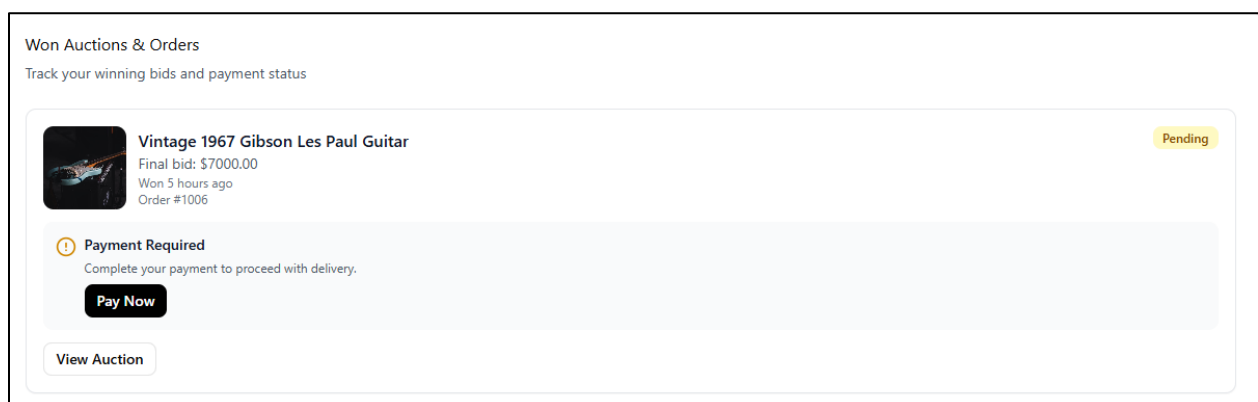 Won Auctions & Orders
Track your winning bids and payment status
Vintage 1967 Gibson Les Paul Guitar
Pending
Final bid: $7000.00
Won 5 hours ago
Order #1006
Payment Required
Complete your payment to proceed with delivery.
Pay Now
View Auction